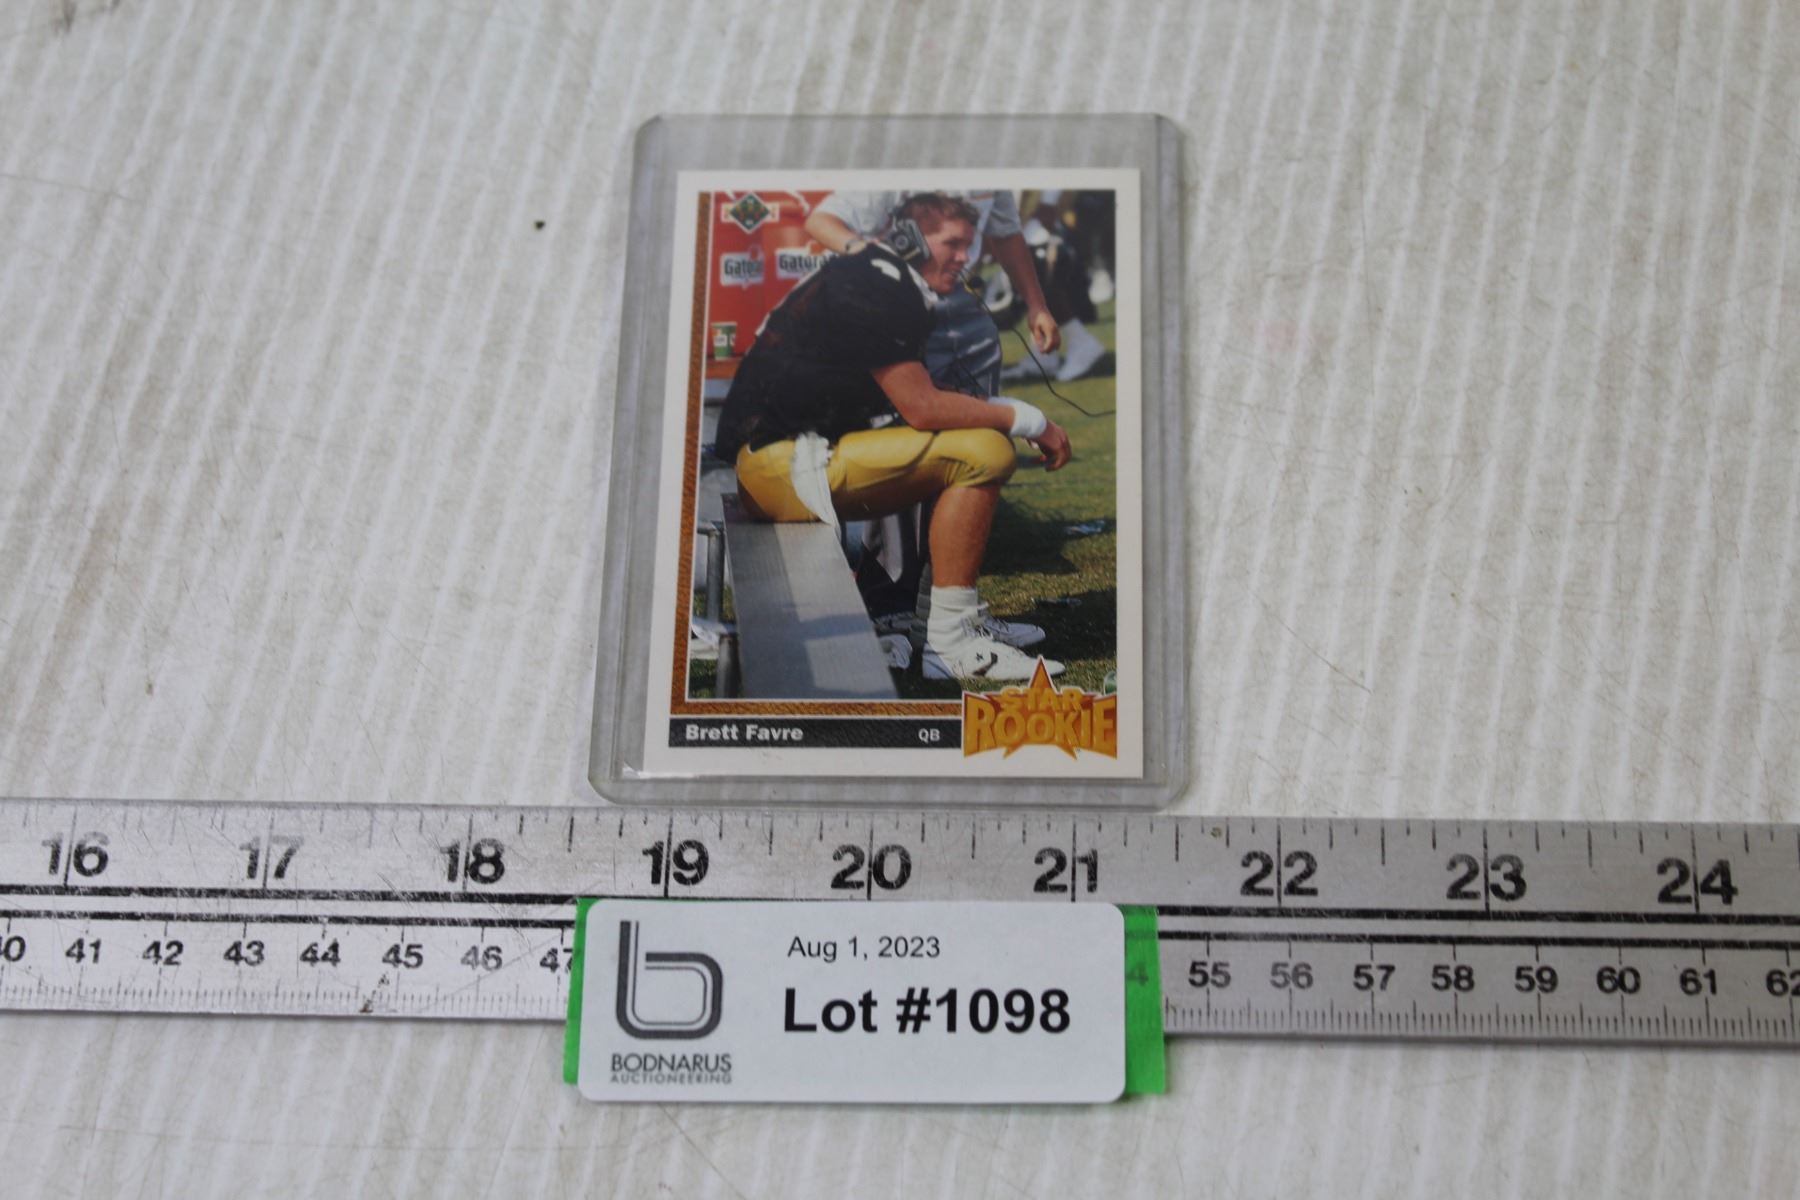 Gatorade
Gatorade
STAR
ROOKIE
Brett Favre QB
16 17 18 19 20 21 22 23 24
41 42 43 44 45 46 47 55 56 57 58 59 60 61
Aug 1, 2023
Lot #1098
b
BODNARUS
AUCTIONEERING